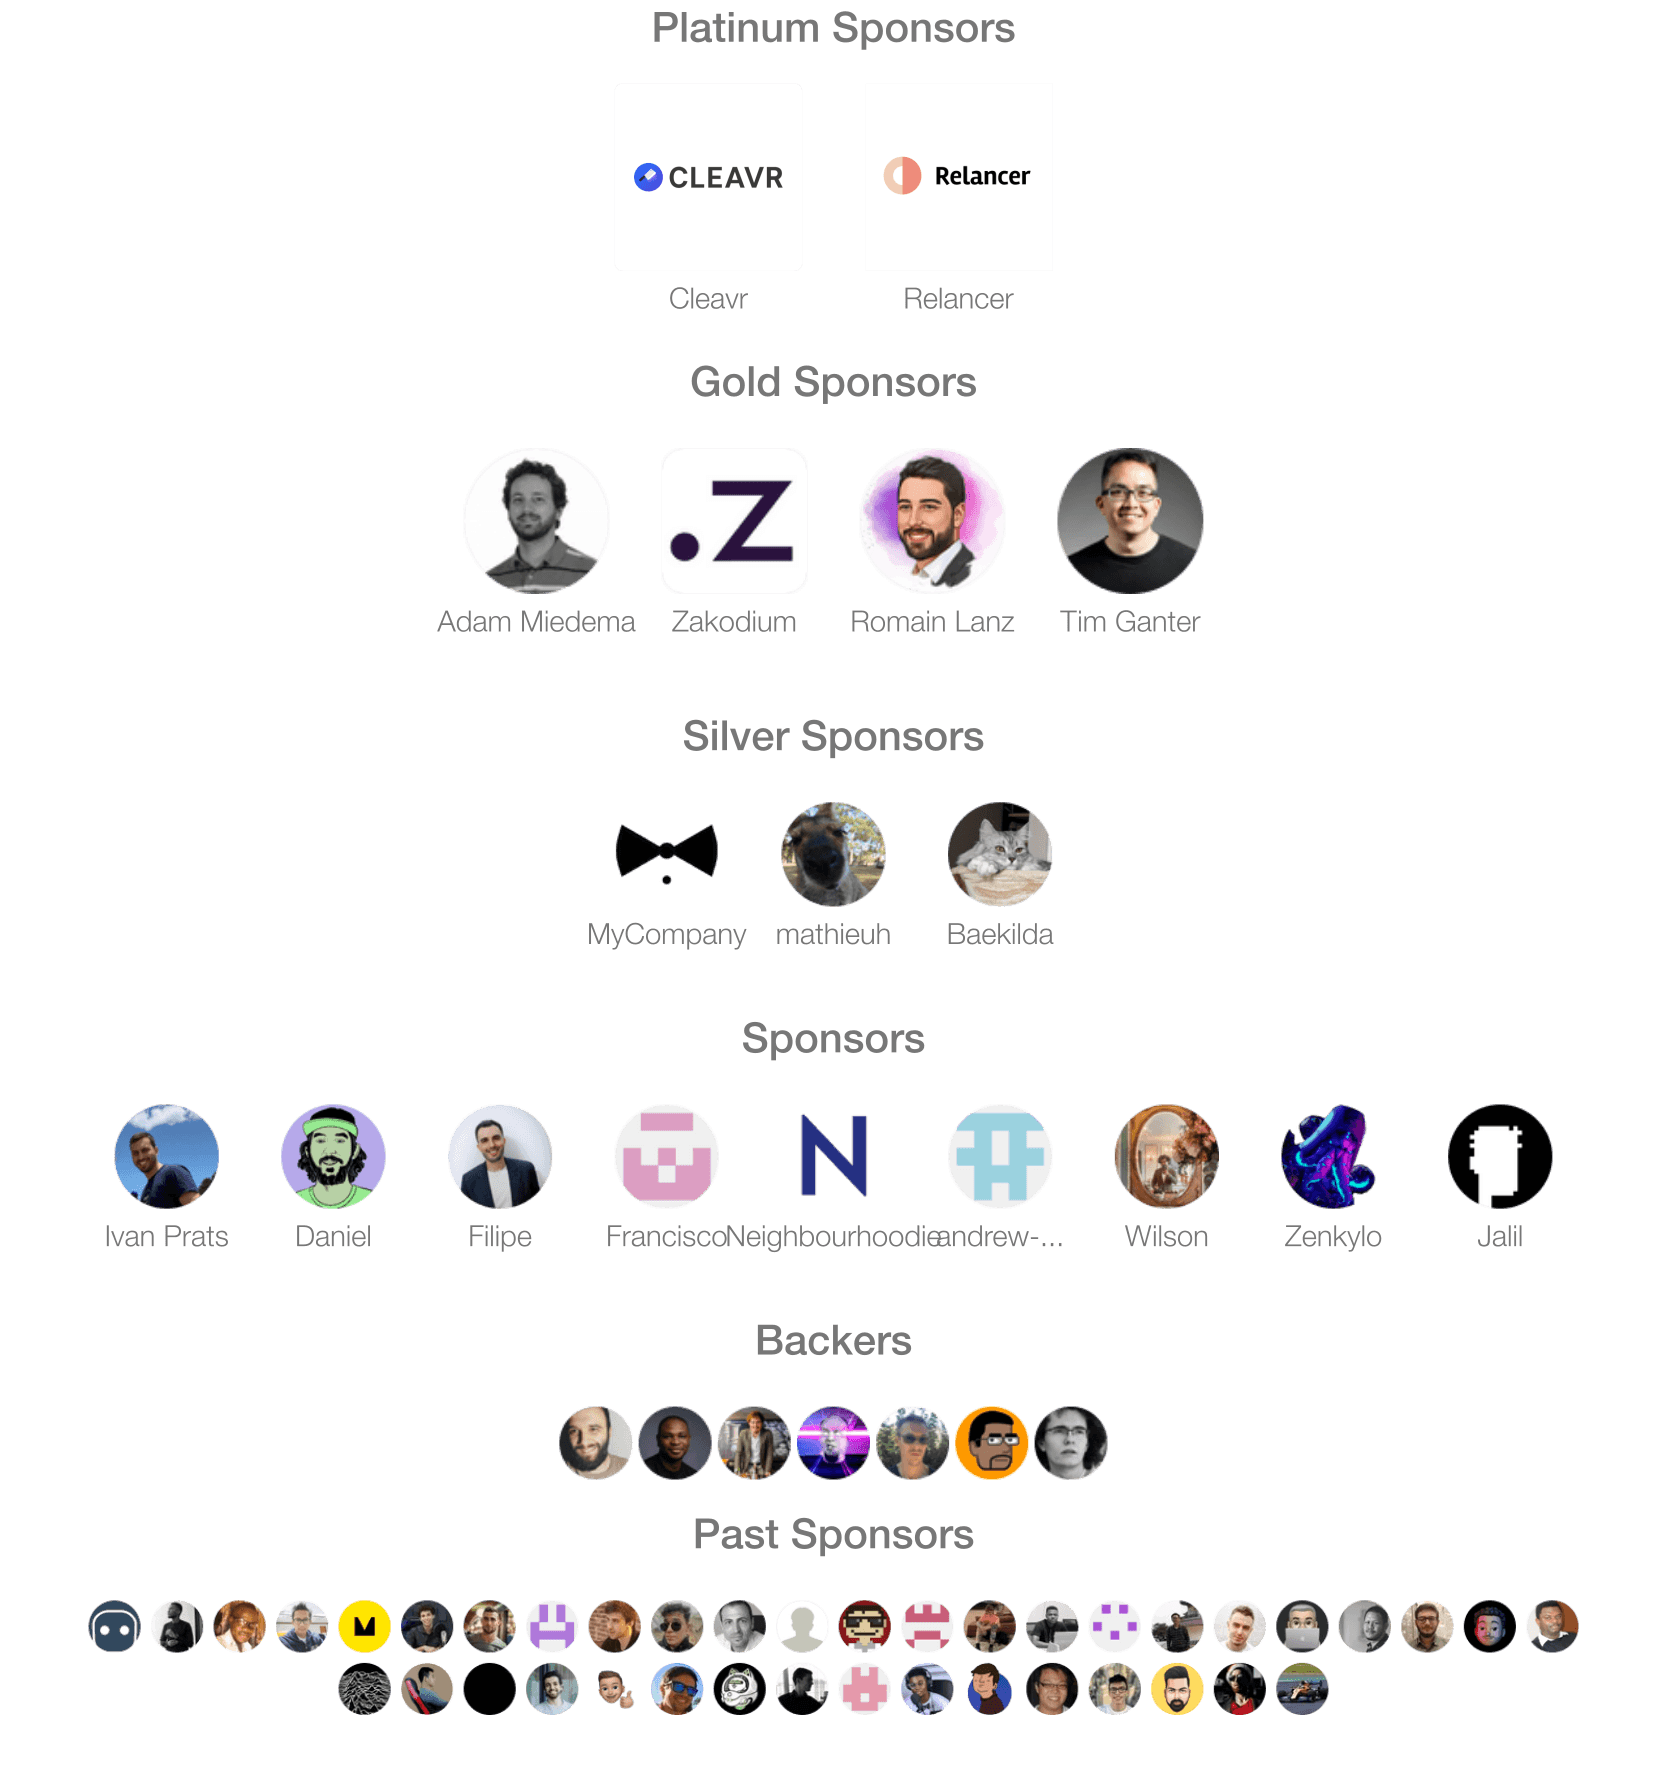 Platinum Sponsors
CLEAVR
Relancer
Cleavr
Relancer
Gold Sponsors
.Z
Adam Miedema
Zakodium
Romain Lanz
Tim Ganter
Silver Sponsors
MyCompany
mathieuh
Baekilda
Sponsors
N
Ivan Prats
Daniel
Filipe
Francisco
Neighbourhoodie
andrew-...
Wilson
Zenkylo
Jalil
Backers
Past Sponsors
M